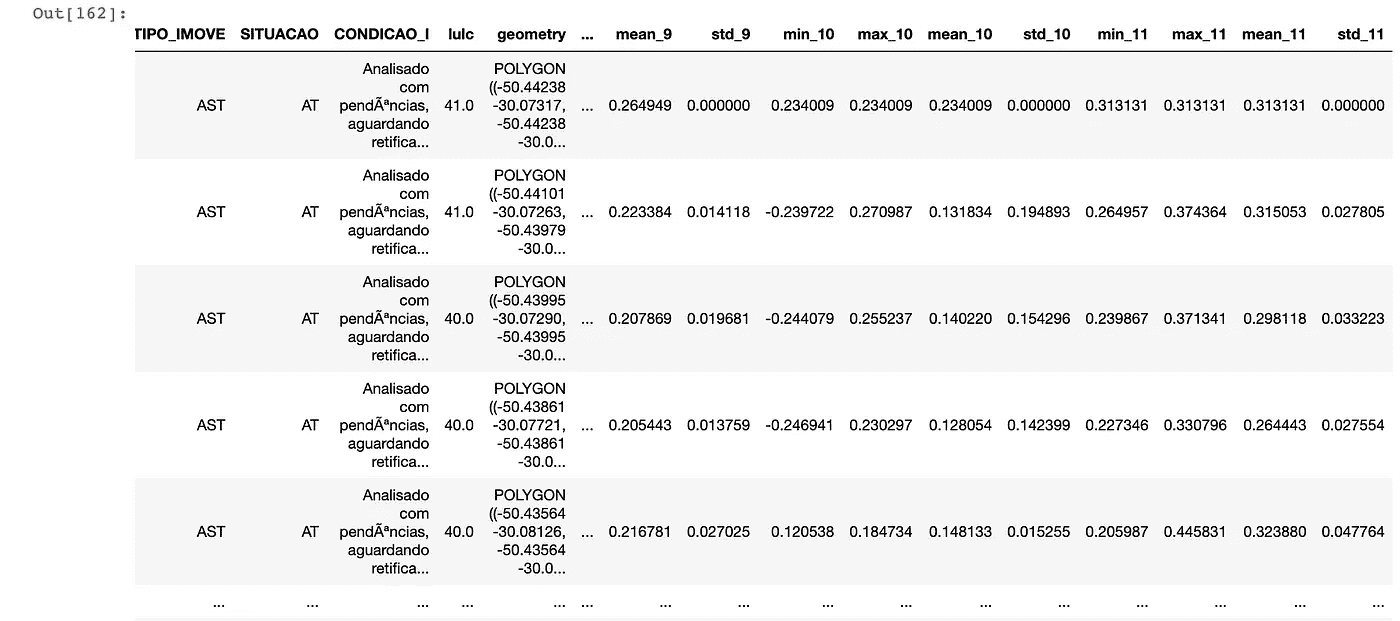 Out[162]:
TIPO_IMOVE SITUACAO CONDICAO_I lulc geometry ... mean_9 std_9 min_10 max_10 mean_10 std_10 min_11 max_11 mean_11 std_11
Analisado POLYGON
com ((-50.44238
AST AT pendÃªncias, 41.0 -30.07317, ... 0.264949 0.000000 0.234009 0.234009 0.234009 0.000000 0.313131 0.313131 0.313131 0.000000
aguardando -50.44238
retifica... -30.0...
Analisado POLYGON
com ((-50.44101
AST AT pendÃªncias, 41.0 -30.07263, ... 0.223384 0.014118 -0.239722 0.270987 0.131834 0.194893 0.264957 0.374364 0.315053 0.027805
aguardando -50.43979
retifica... -30.0...
Analisado POLYGON
com ((-50.43995
AST AT pendÃªncias, 40.0 -30.07290, ... 0.207869 0.019681 -0.244079 0.255237 0.140220 0.154296 0.239867 0.371341 0.298118 0.033223
aguardando -50.43995
retifica... -30.0...
Analisado POLYGON
com ((-50.43861
AST AT pendÃªncias, 40.0 -30.07721, ... 0.205443 0.013759 -0.246941 0.230297 0.128054 0.142399 0.227346 0.330796 0.264443 0.027554
aguardando -50.43861
retifica... -30.0...
Analisado POLYGON
com ((-50.43564
AST AT pendÃªncias, 40.0 -30.08126, ... 0.216781 0.027025 0.120538 0.184734 0.148133 0.015255 0.205987 0.445831 0.323880 0.047764
aguardando -50.43564
retifica... -30.0...
... ... ... ... ... ... ... ... ... ... ... ... ... ... ... ...